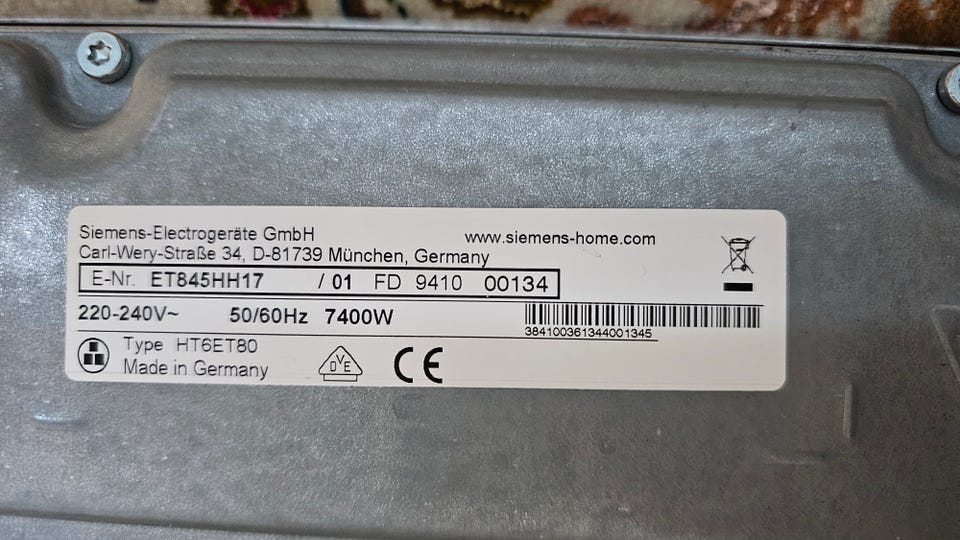 Siemens-Electrogeräte GmbH
www.siemens-home.com
Carl-Wery-Straße 34, D-81739 München, Germany
E-Nr. ET845HH17 / 01 FD 9410 00134
220-240V~ 50/60Hz 7400W
384100361344001345
Type HT6ET80
Made in Germany
DVE
CE